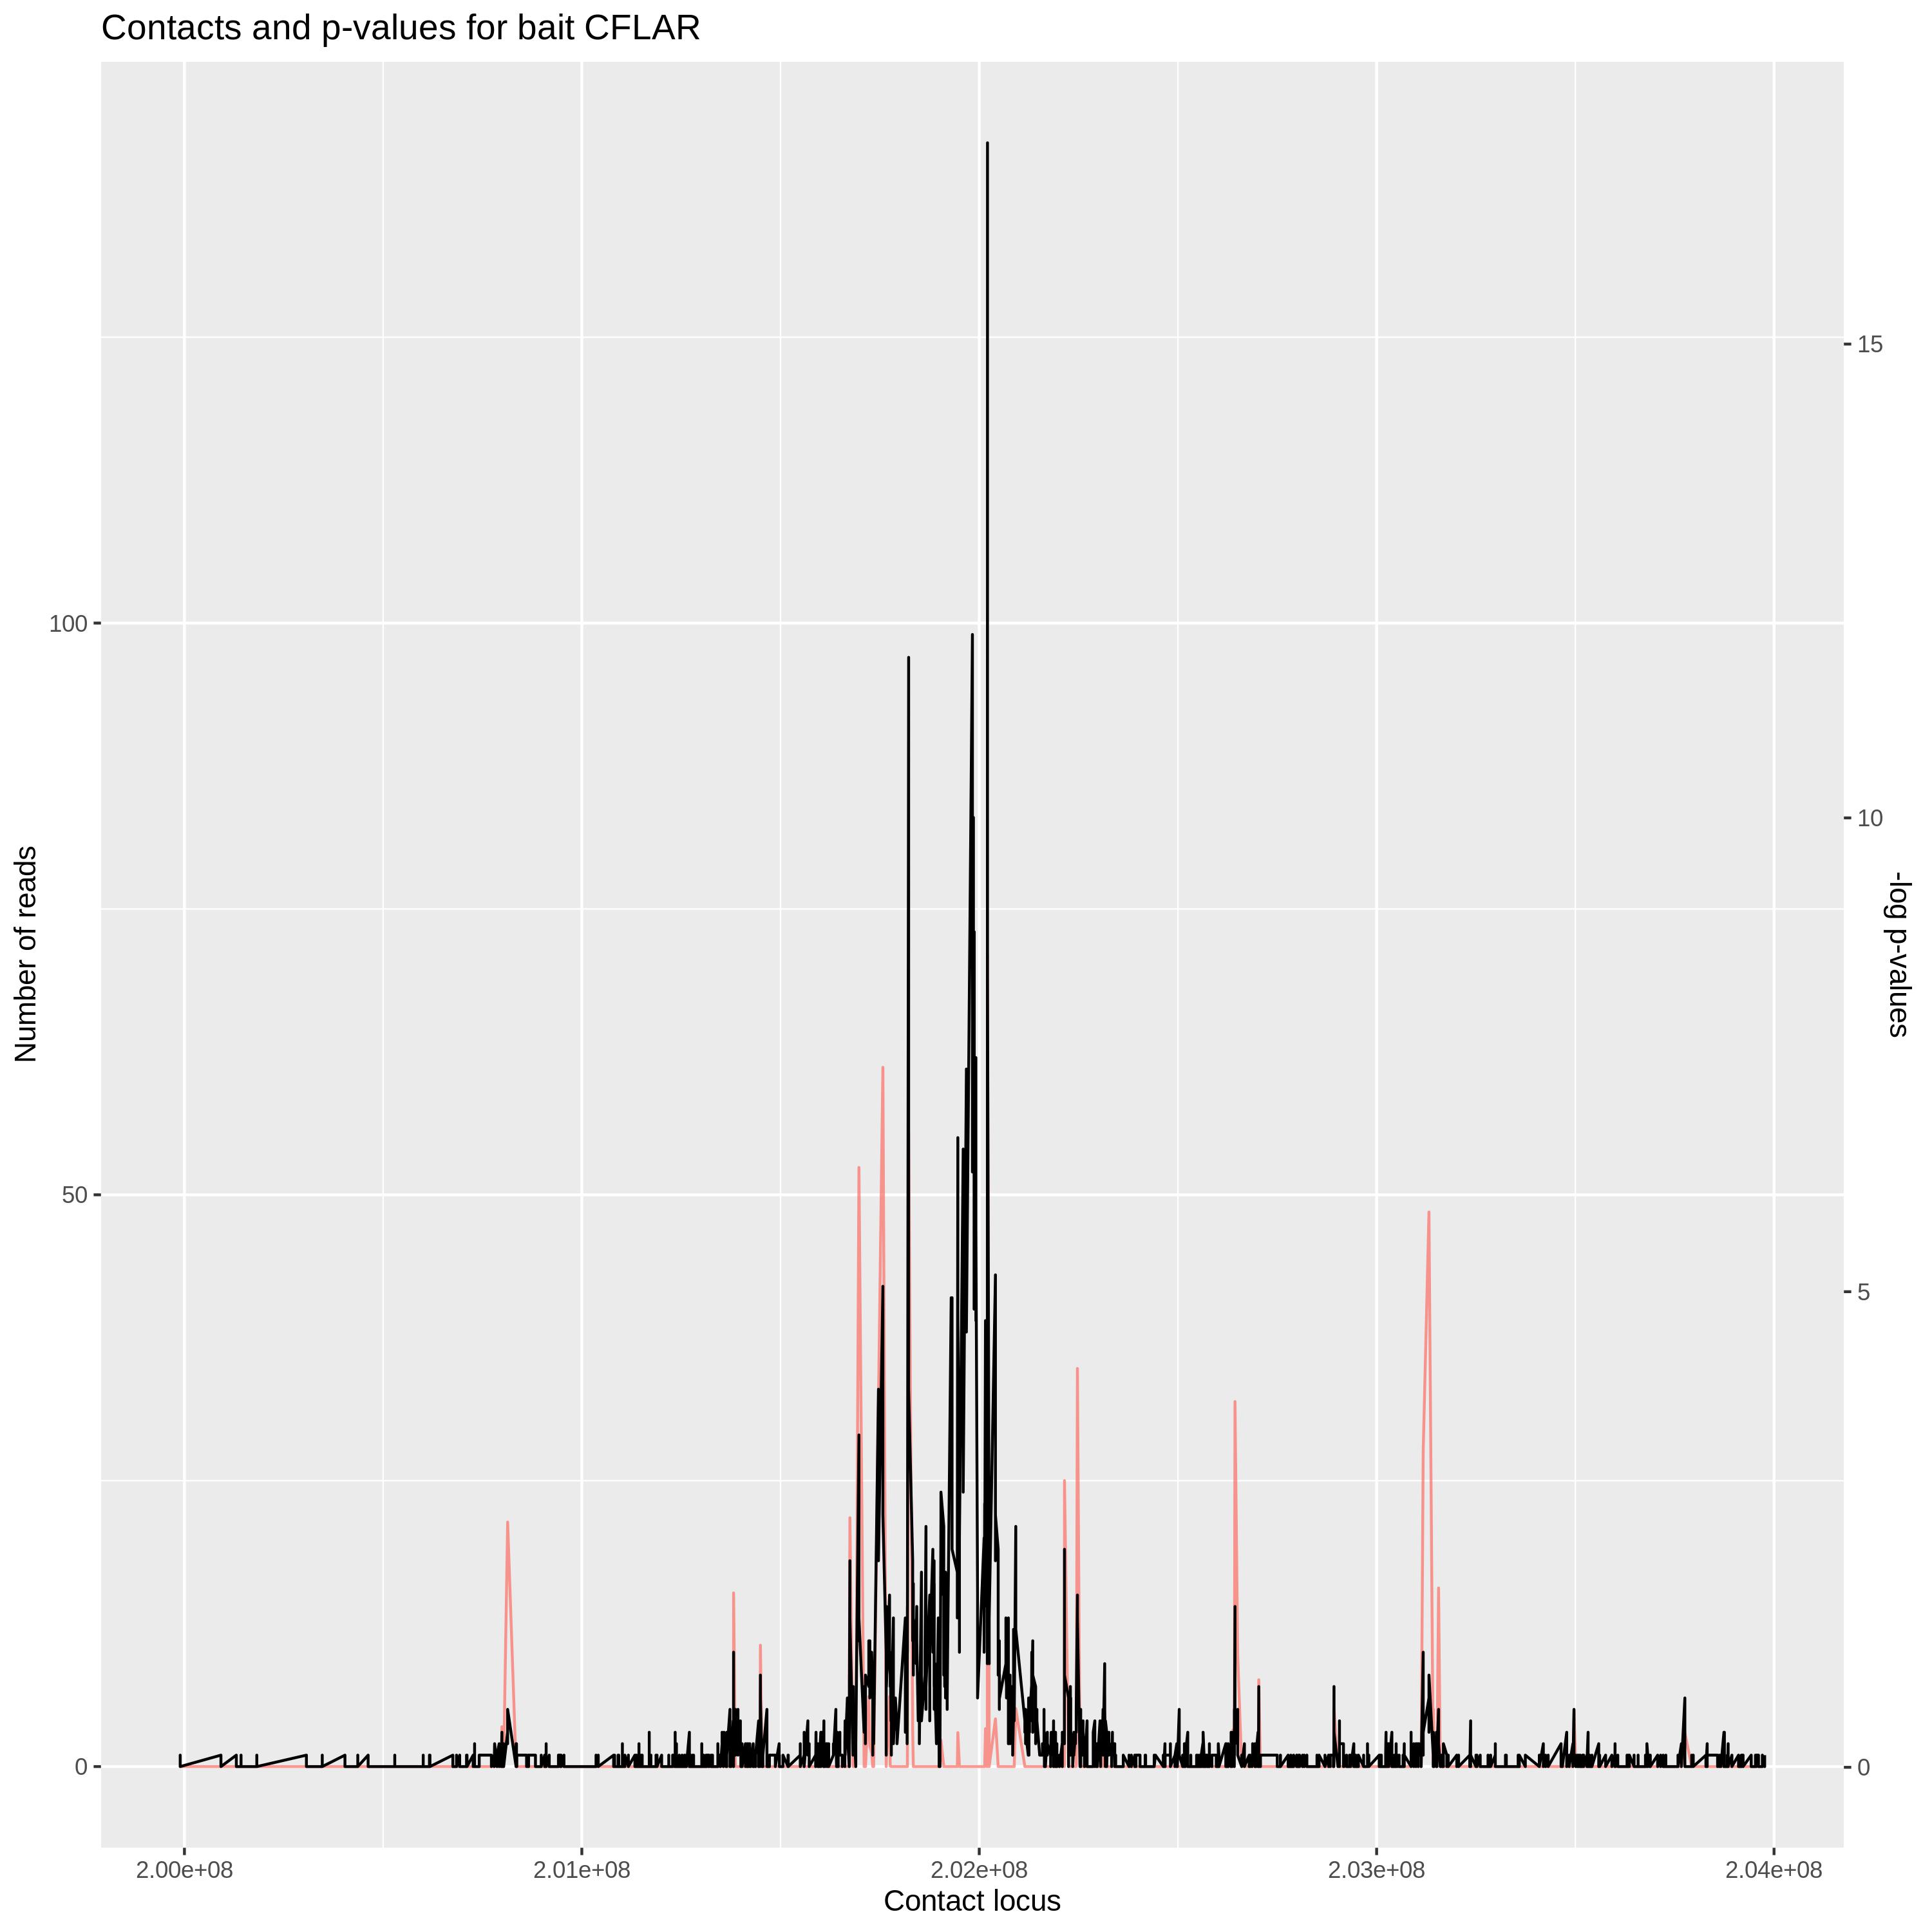 Contacts and p-values for bait CFLAR
Number of reads
100
50
0
15
10
5
0
-log p-values
2.00e+08 2.01e+08 2.02e+08 2.03e+08 2.04e+08
Contact locus